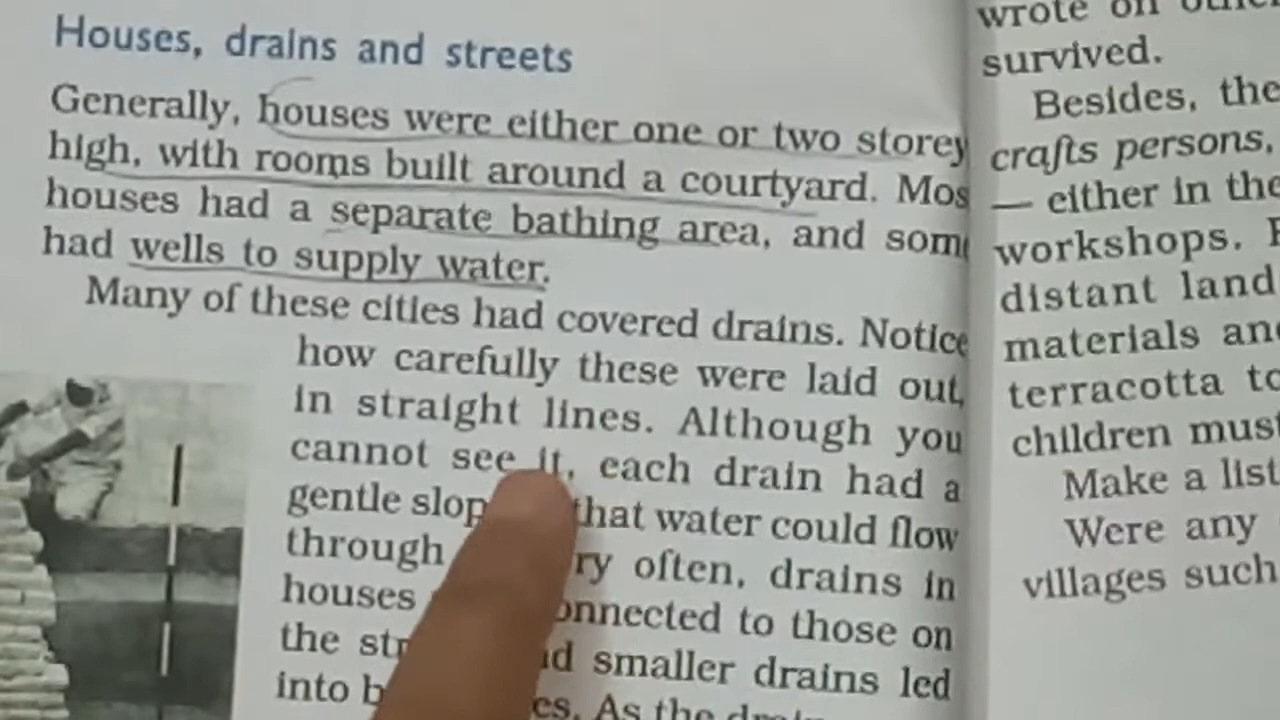 Houses, drains and streets
Generally, houses were either one or two storey
high, with rooms built around a courtyard. Mos
houses had a separate bathing area, and som
had wells to supply water.
Many of these cities had covered drains. Notice
how carefully these were laid out,
in straight lines. Although you
cannot see it, each drain had a
gentle slop that water could flow
through ry often, drains in
houses onnected to those on
the str d smaller drains led
into b es. As the drain
wrote on othe
survived.
Besides, the
crafts persons,
— either in the
workshops.
distant land
materials and
terracotta to
children must
Make a list
Were any
villages such